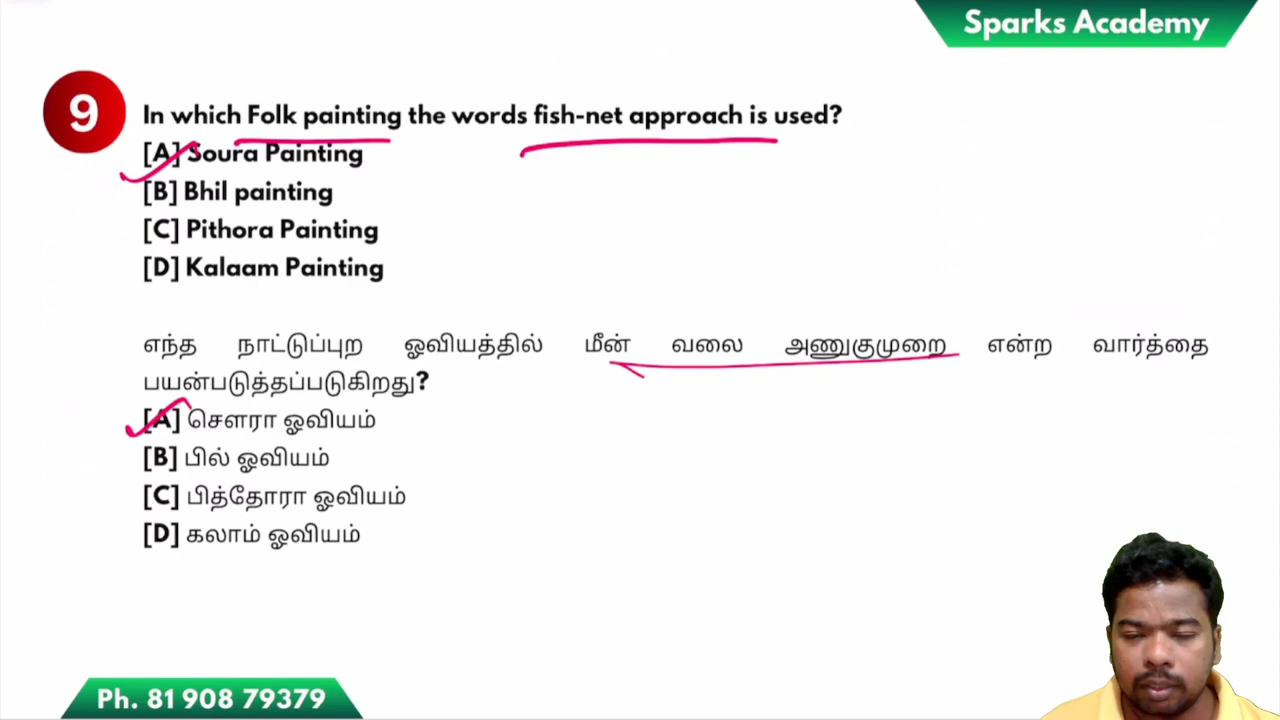 Sparks Academy
9
In which Folk painting the words fish-net approach is used?
[A] Soura Painting
[B] Bhil painting
[C] Pithora Painting
[D] Kalaam Painting
எந்த நாட்டுப்புற ஓவியத்தில் மீன் வலை அணுகுமுறை என்ற வார்த்தை
பயன்படுத்தப்படுகிறது?
[A] சௌரா ஓவியம்
[B] பில் ஓவியம்
[C] பித்தோரா ஓவியம்
[D] கலாம் ஓவியம்
Ph. 81 908 79379